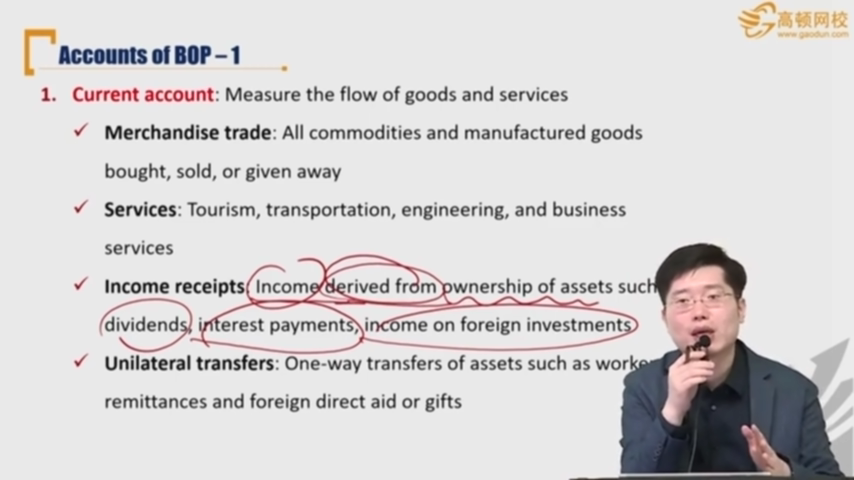 高顿网校
www.gaodun.com
Accounts of BOP – 1
1. Current account: Measure the flow of goods and services
✓ Merchandise trade: All commodities and manufactured goods
bought, sold, or given away
✓ Services: Tourism, transportation, engineering, and business
services
✓ Income receipts: Income derived from ownership of assets such
dividends, interest payments, income on foreign investments
✓ Unilateral transfers: One-way transfers of assets such as
remittances and foreign direct aid or gifts